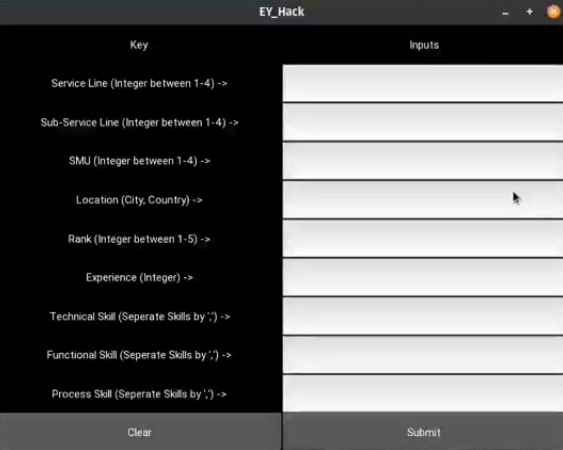 EY_Hack
Key Inputs
Service Line (Integer between 1-4) ->
Sub-Service Line (Integer between 1-4) ->
SMU (Integer between 1-4) ->
Location (City, Country) ->
Rank (Integer between 1-5) ->
Experience (Integer) ->
Technical Skill (Seperate Skills by ',') ->
Functional Skill (Seperate Skills by ',') ->
Process Skill (Seperate Skills by ',') ->
Clear Submit